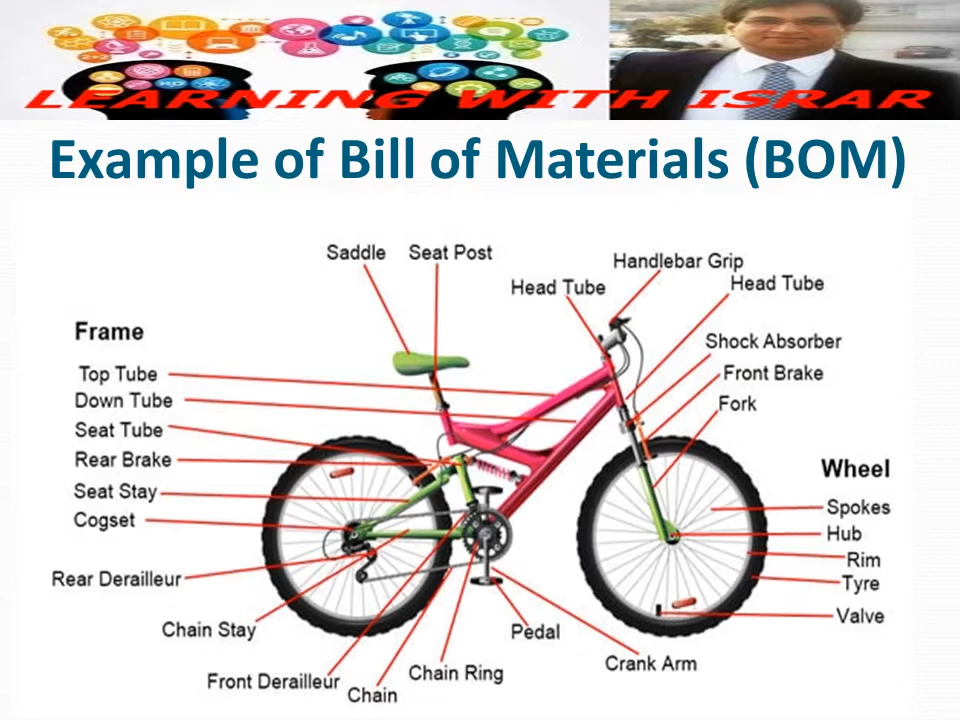 LEARNING WITH ISRAR
Example of Bill of Materials (BOM)
Saddle
Seat Post
Handlebar Grip
Head Tube
Head Tube
Frame
Shock Absorber
Top Tube
Front Brake
Down Tube
Fork
Seat Tube
Rear Brake
Wheel
Seat Stay
Spokes
Cogset
Hub
Rim
Rear Derailleur
Tyre
Valve
Chain Stay
Pedal
Crank Arm
Chain Ring
Front Derailleur
Chain